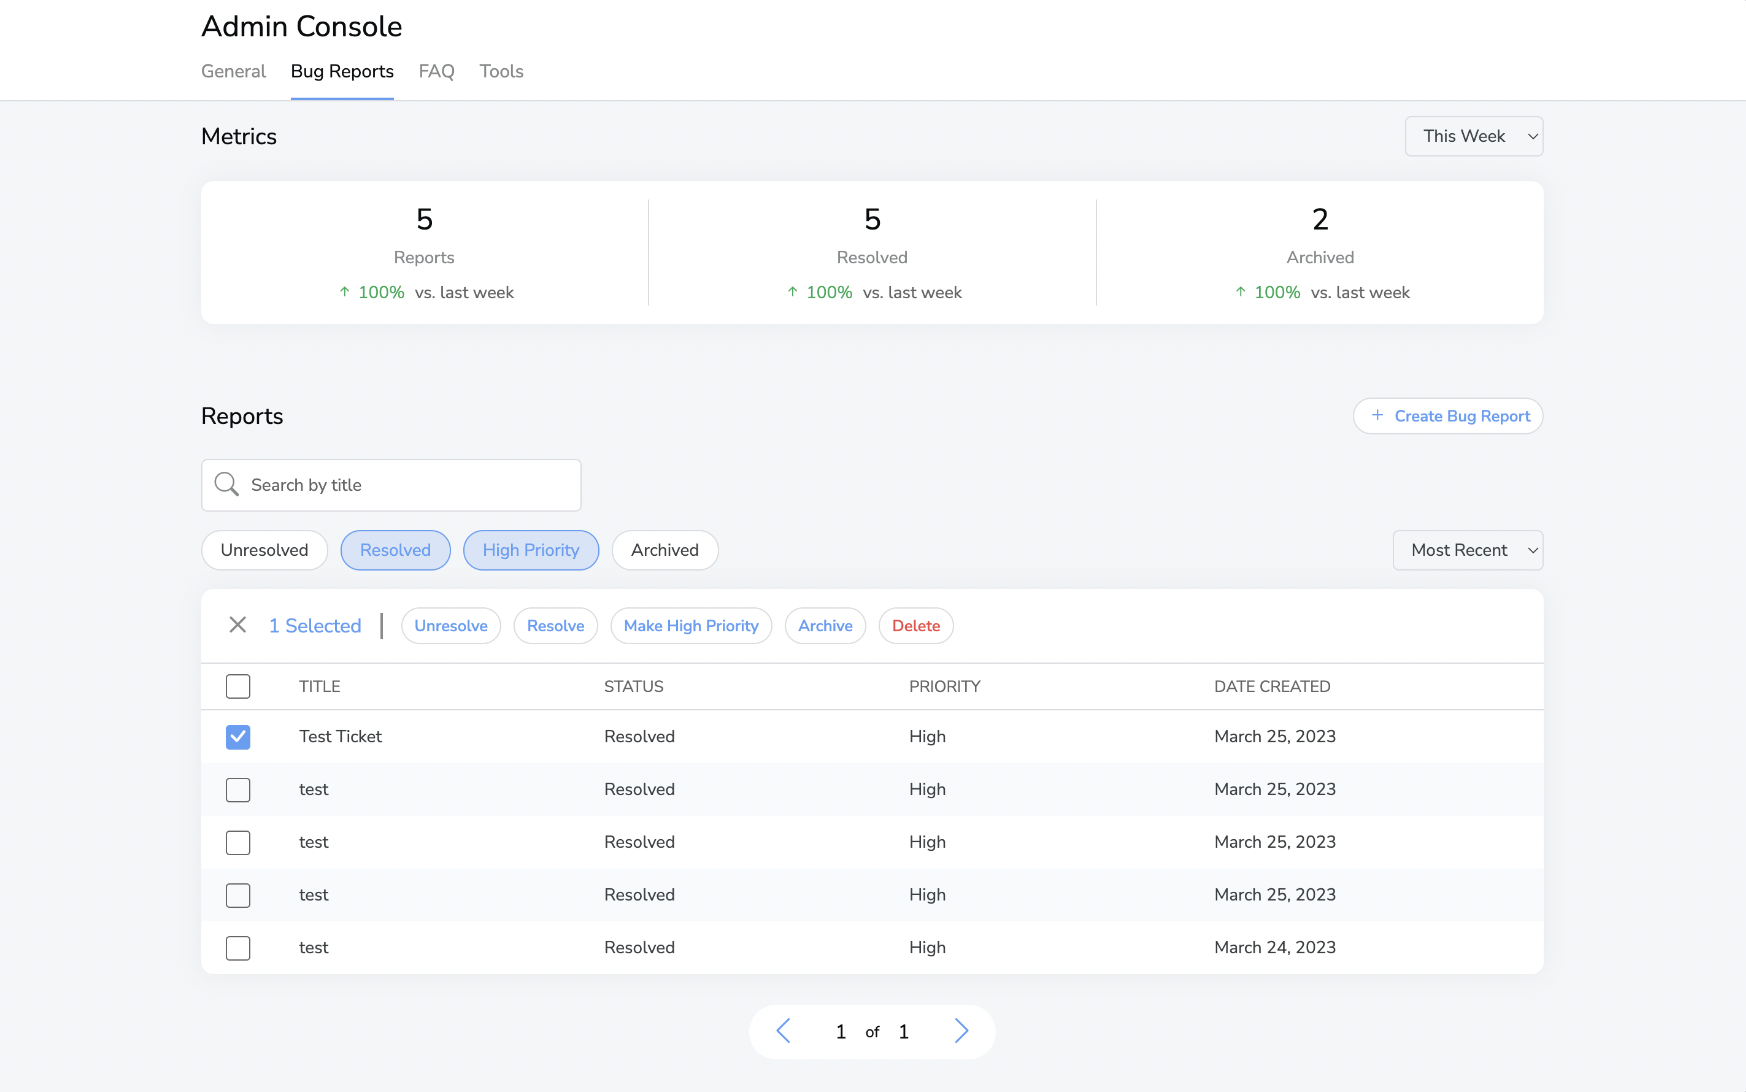 Admin Console
General Bug Reports FAQ Tools
Metrics This Week
5 5 2
Reports Resolved Archived
↑ 100% vs. last week ↑ 100% vs. last week ↑ 100% vs. last week
Reports + Create Bug Report
Search by title
Unresolved Resolved High Priority Archived Most Recent
1 Selected | Unresolve Resolve Make High Priority Archive Delete
TITLE STATUS PRIORITY DATE CREATED
Test Ticket Resolved High March 25, 2023
test Resolved High March 25, 2023
test Resolved High March 25, 2023
test Resolved High March 25, 2023
test Resolved High March 24, 2023
1 of 1